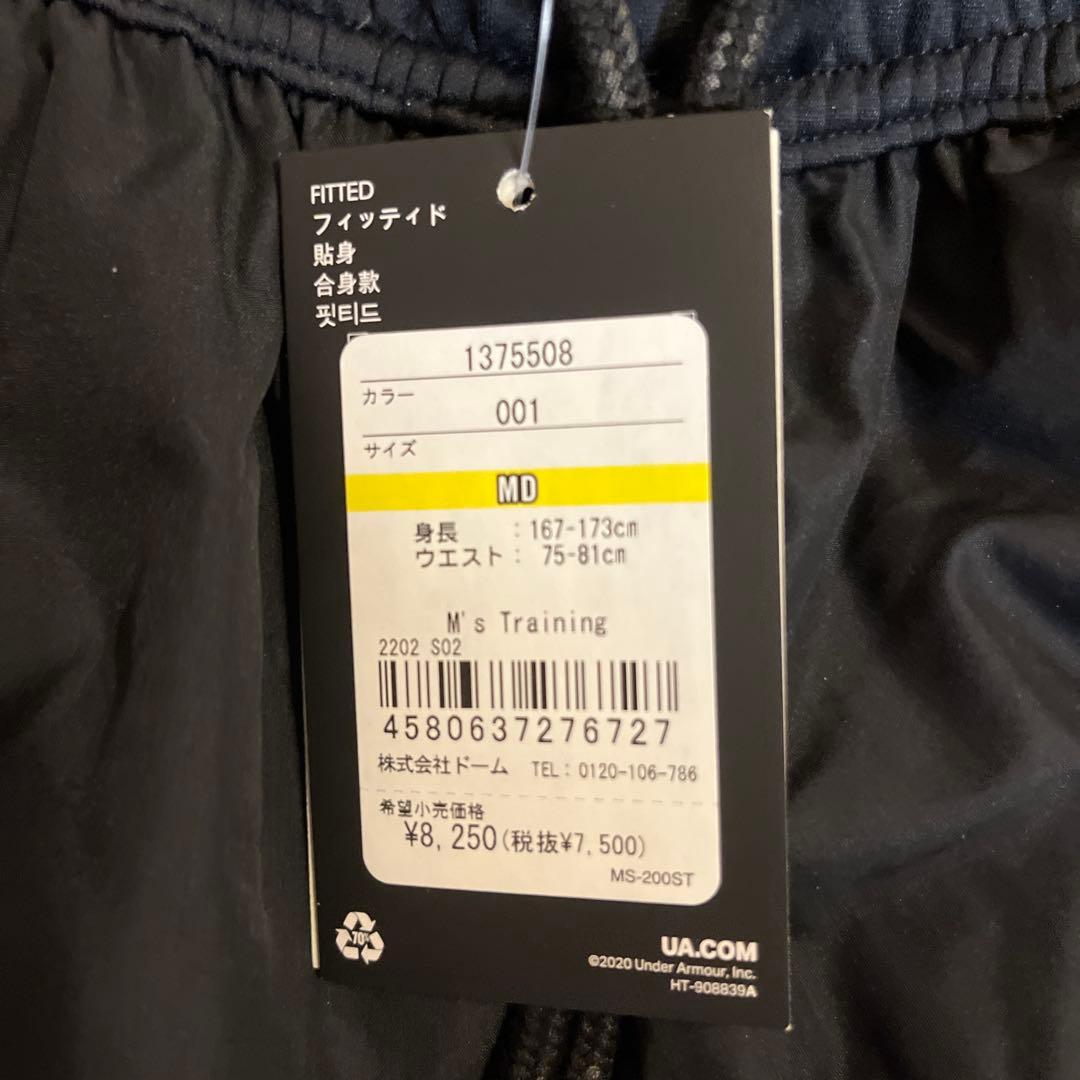 FITTED
フィッティド
貼身
合身款
핏티드
1375508
カラー
001
サイズ
MD
身長 : 167-173cm
ウエスト : 75-81cm
M's Training
2202 S02
4580637276727
株式会社ドーム TEL: 0120-106-786
希望小売価格
¥8,250(税抜¥7,500)
MS-200ST
70%
UA.COM
©2020 Under Armour, Inc.
HT-908839A